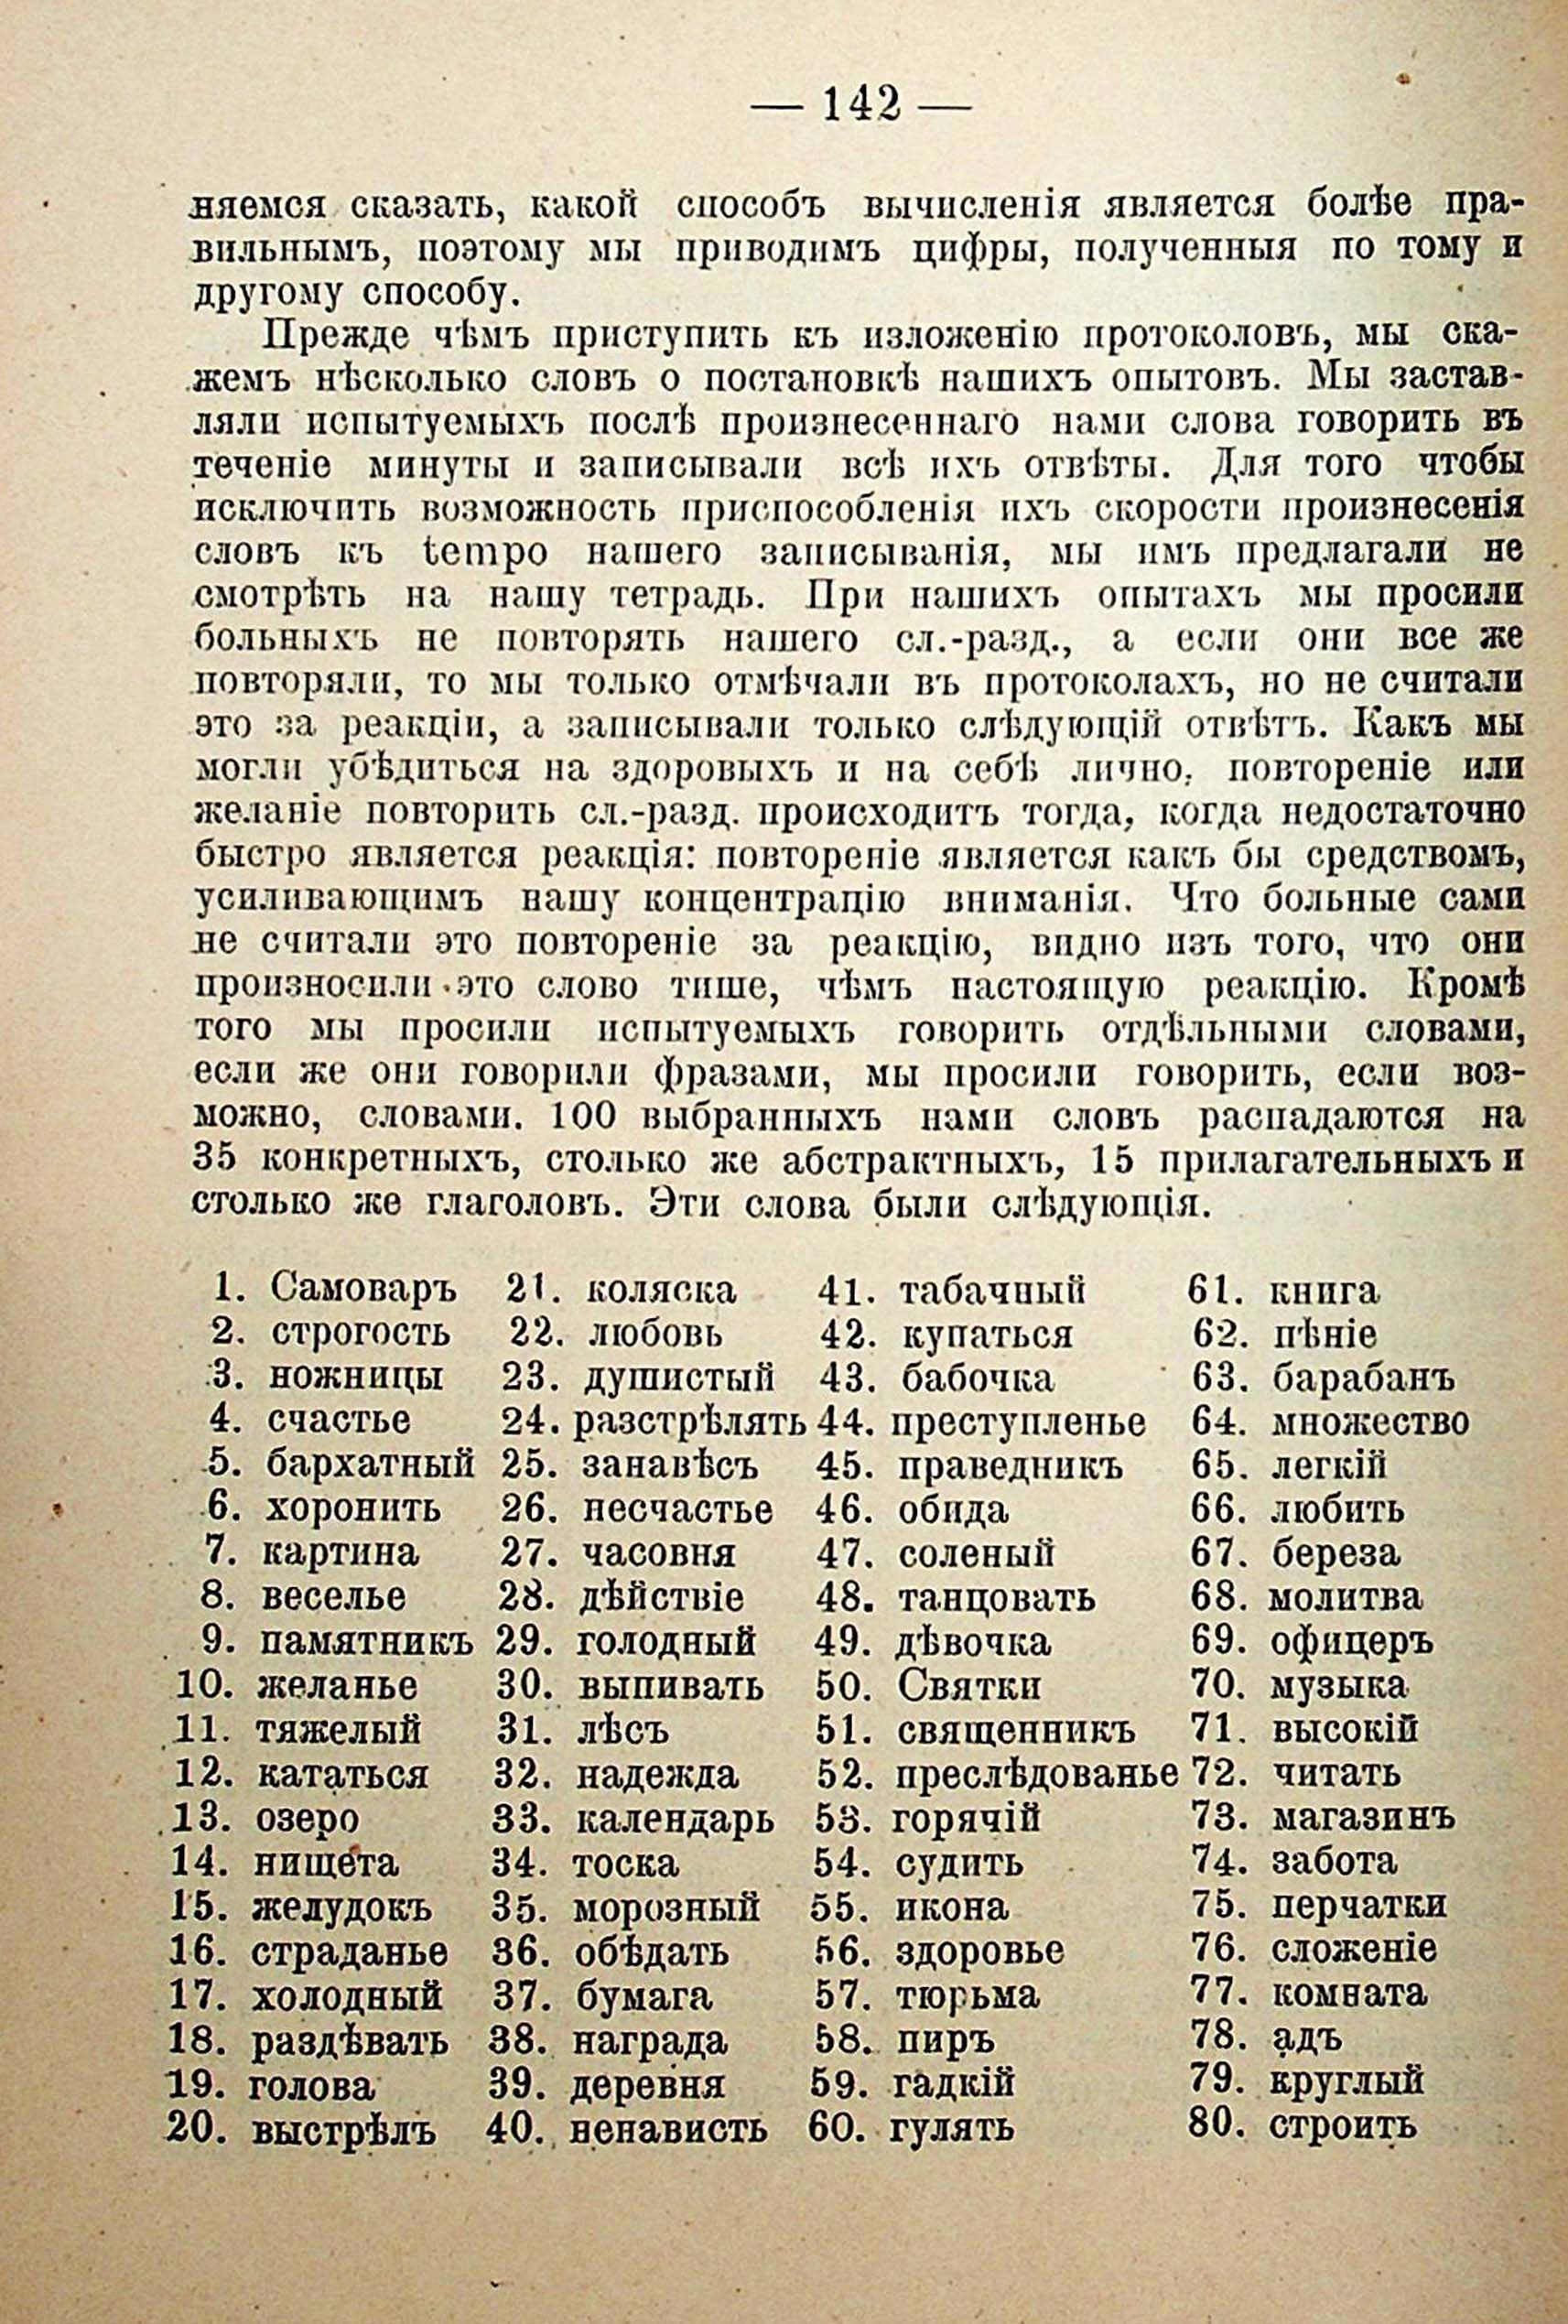 — 142 —
няемся сказать, какой способъ вычисленія является болѣе пра-
вильнымъ, поэтому мы приводимъ цифры, полученныя по тому и
другому способу.
Прежде чѣмъ приступить къ изложенію протоколовъ, мы ска-
жемъ нѣсколько словъ о постановкѣ нашихъ опытовъ. Мы застав-
ляли испытуемыхъ послѣ произнесеннаго нами слова говорить въ
теченіе минуты и записывали всѣ ихъ отвѣты. Для того чтобы
исключить возможность приспособленія ихъ скорости произнесенія
словъ къ tempo нашего записыванія, мы имъ предлагали не
смотрѣть на нашу тетрадь. При нашихъ опытахъ мы просили
больныхъ не повторять нашего сл.-разд., а если они все же
повторяли, то мы только отмѣчали въ протоколахъ, но не считали
это за реакціи, а записывали только слѣдующій отвѣтъ. Какъ мы
могли убѣдиться на здоровыхъ и на себѣ лично, повтореніе или
желаніе повторить сл.-разд. происходитъ тогда, когда недостаточно
быстро является реакція: повтореніе является какъ бы средствомъ,
усиливающимъ нашу концентрацію вниманія. Что больные сами
не считали это повтореніе за реакцію, видно изъ того, что они
произносили это слово тише, чѣмъ настоящую реакцію. Кромѣ
того мы просили испытуемыхъ говорить отдѣльными словами,
если же они говорили фразами, мы просили говорить, если воз-
можно, словами. 100 выбранныхъ нами словъ распадаются на
35 конкретныхъ, столько же абстрактныхъ, 15 прилагательныхъ и
столько же глаголовъ. Эти слова были слѣдующія.
1. Самоваръ 21. коляска 41. табачный 61. книга
2. строгость 22. любовь 42. купаться 62. пѣніе
3. ножницы 23. душистый 43. бабочка 63. барабанъ
4. счастье 24. разстрѣлять 44. преступленье 64. множество
5. бархатный 25. занавѣсъ 45. праведникъ 65. легкій
6. хоронить 26. несчастье 46. обида 66. любить
7. картина 27. часовня 47. соленый 67. береза
8. веселье 28. дѣйствіе 48. танцовать 68. молитва
9. памятникъ 29. голодный 49. дѣвочка 69. офицеръ
10. желанье 30. выпивать 50. Святки 70. музыка
11. тяжелый 31. лѣсъ 51. священникъ 71. высокій
12. кататься 32. надежда 52. преслѣдованье 72. читать
13. озеро 33. календарь 53. горячій 73. магазинъ
14. нищета 34. тоска 54. судить 74. забота
15. желудокъ 35. морозный 55. икона 75. перчатки
16. страданье 36. обѣдать 56. здоровье 76. сложеніе
17. холодный 37. бумага 57. тюрьма 77. комната
18. раздѣвать 38. награда 58. пиръ 78. адъ
19. голова 39. деревня 59. гадкій 79. круглый
20. выстрѣлъ 40. ненависть 60. гулять 80. строить